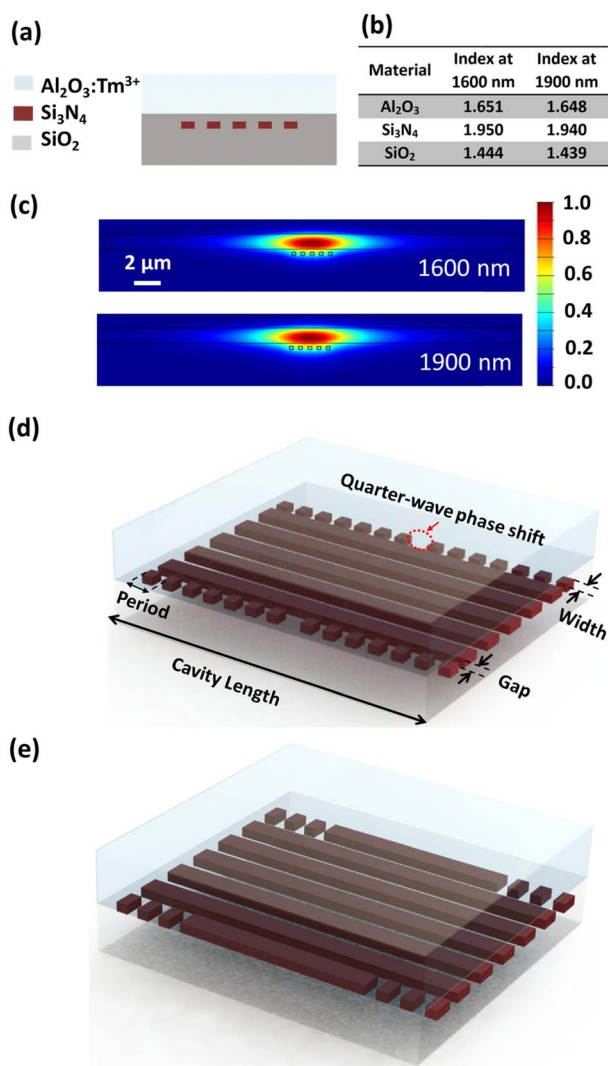 (a)
Al₂O₃:Tm³⁺
Si₃N₄
SiO₂
(b)
Material Index at 1600 nm Index at 1900 nm
Al₂O₃ 1.651 1.648
Si₃N₄ 1.950 1.940
SiO₂ 1.444 1.439
(c)
2 μm
1600 nm
1900 nm
1.0
0.8
0.6
0.4
0.2
0.0
(d)
Quarter-wave phase shift
Period
Width
Gap
Cavity Length
(e)